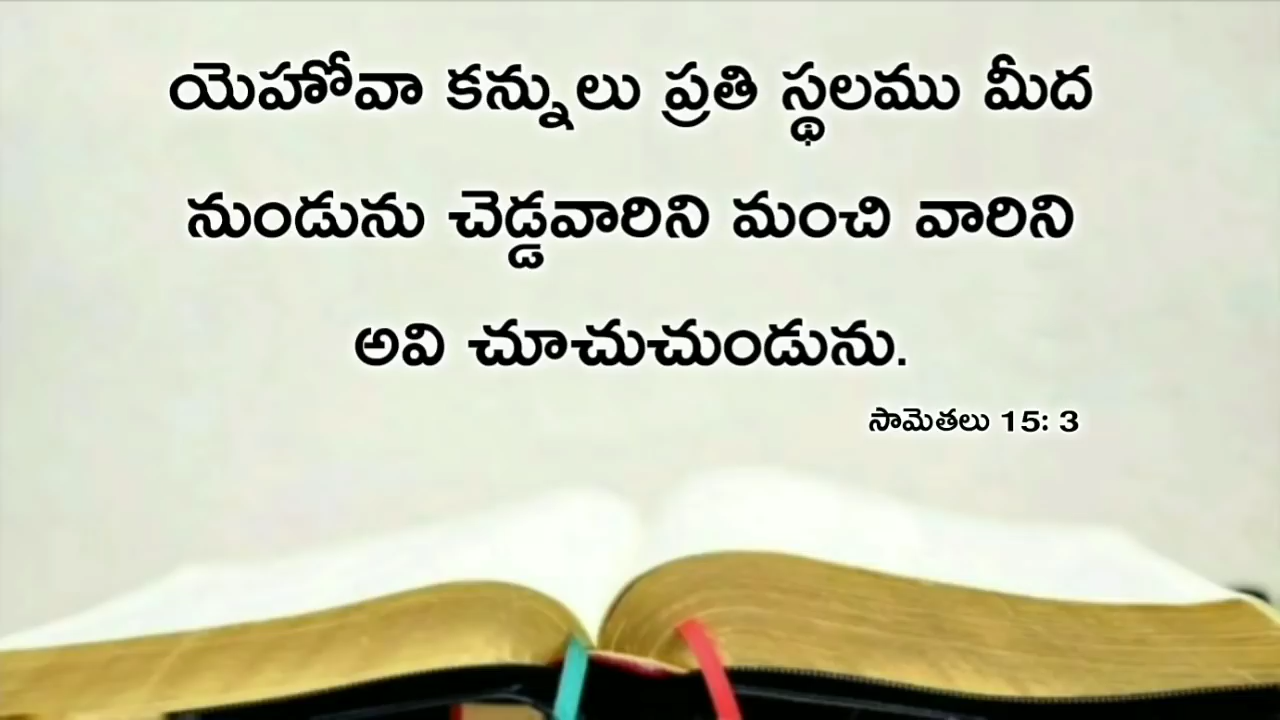 యెహోవా కన్నులు ప్రతి స్థలము మీద
నుండును చెడ్డవారిని మంచి వారిని
అవి చూచుచుండును.
సామెతలు 15: 3